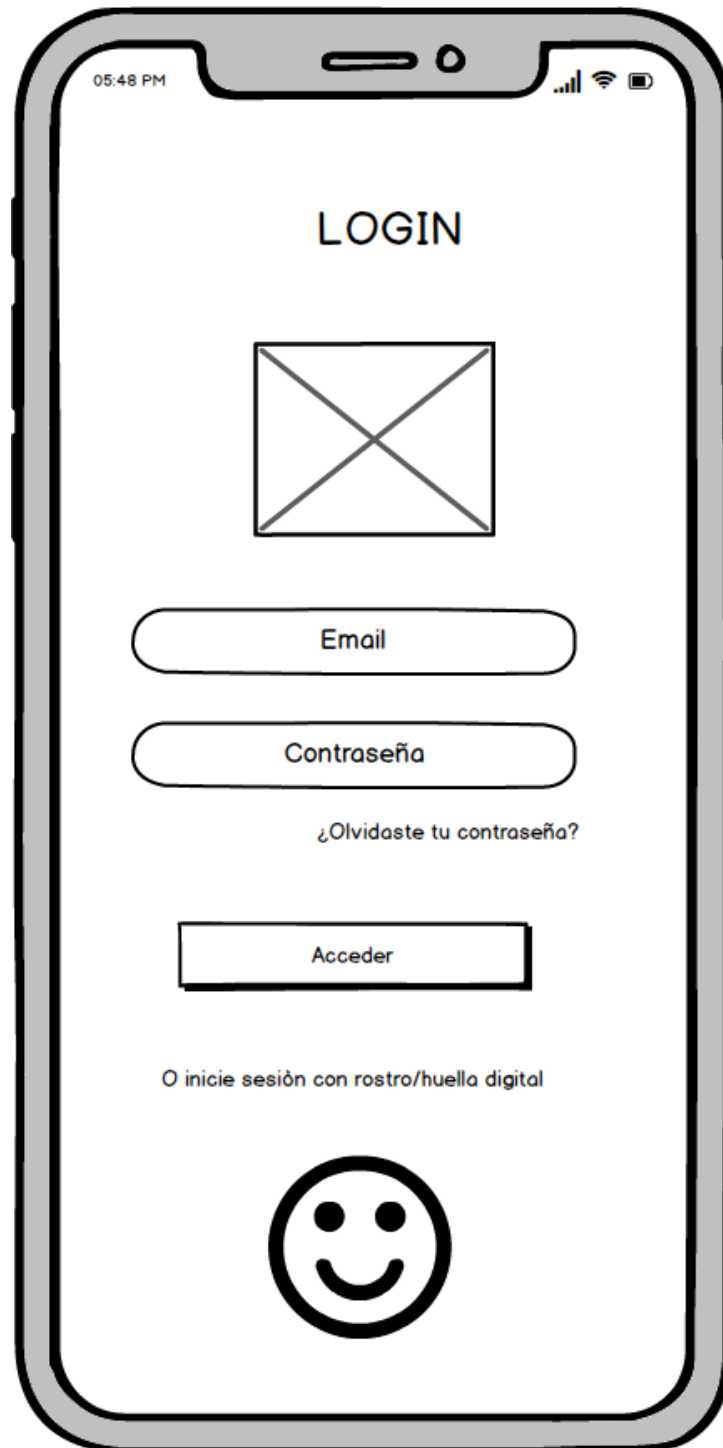 05:48 PM
LOGIN
Email
Contraseña
¿Olvidaste tu contraseña?
Acceder
O inicie sesiòn con rostro/huella digital